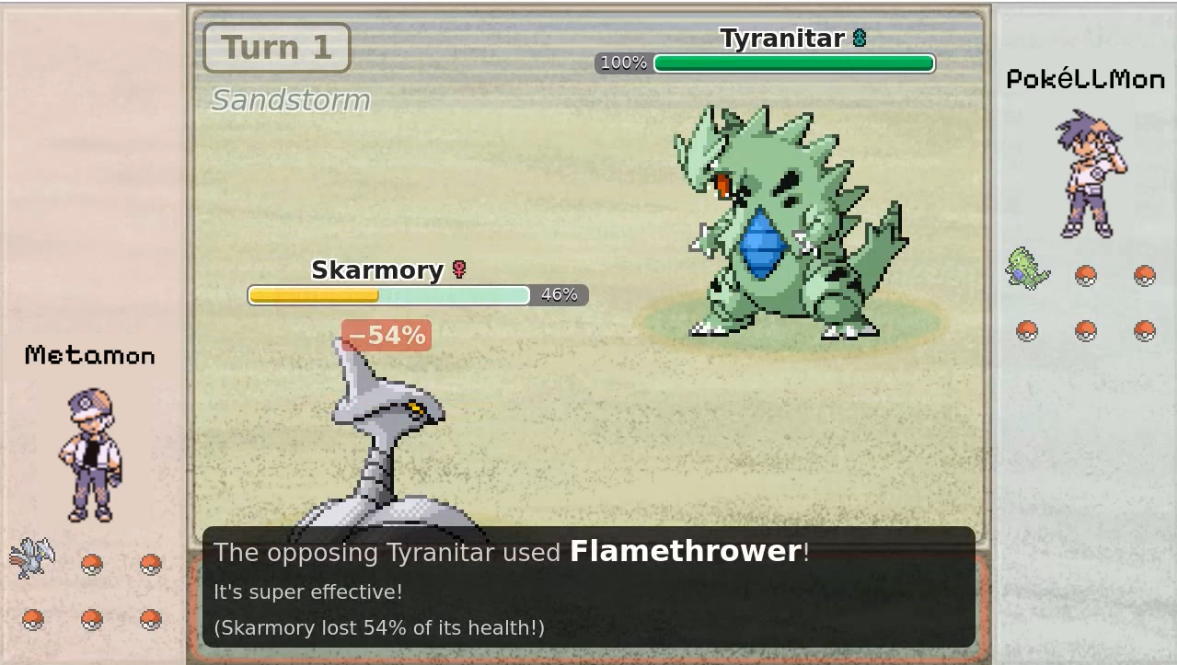 Turn 1
Sandstorm
Tyranitar
100%
PokéLLMon
Skarmory
46%
−54%
Metamon
The opposing Tyranitar used Flamethrower!
It's super effective!
(Skarmory lost 54% of its health!)